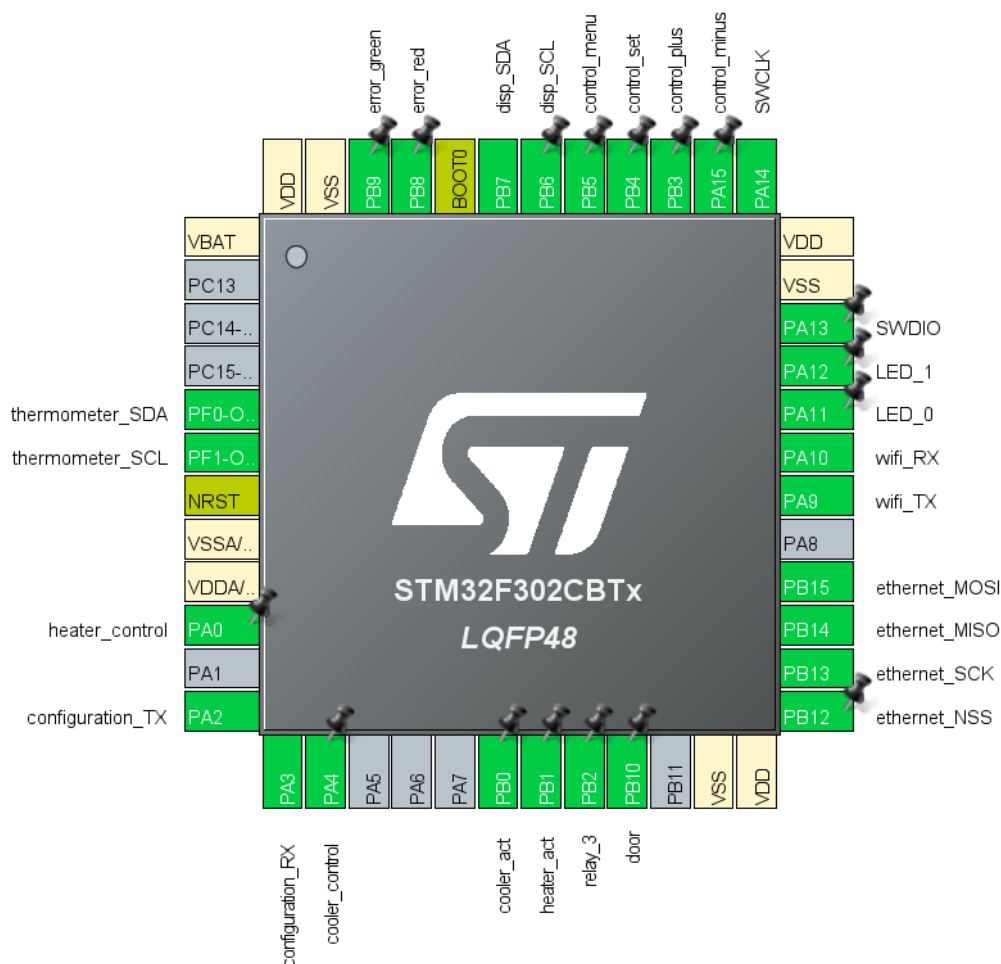 error_green
error_red
disp_SDA
disp_SCL
control_menu
control_set
control_plus
control_minus
SWCLK
VDD
VSS
PB9
PB8
BOOT0
PB7
PB6
PB5
PB4
PB3
PA15
PA14
VBAT
PC13
PC14-..
PC15-..
thermometer_SDA PF0-O..
thermometer_SCL PF1-O..
NRST
VSSA/..
VDDA/..
heater_control PA0
PA1
configuration_TX PA2
ST
STM32F302CBTx
LQFP48
VDD
VSS
PA13 SWDIO
PA12 LED_1
PA11 LED_0
PA10 wifi_RX
PA9 wifi_TX
PA8
PB15 ethernet_MOSI
PB14 ethernet_MISO
PB13 ethernet_SCK
PB12 ethernet_NSS
PA3
PA4
PA5
PA6
PA7
PB0
PB1
PB2
PB10
PB11
VSS
VDD
configuration_RX
cooler_control
cooler_act
heater_act
relay_3
door